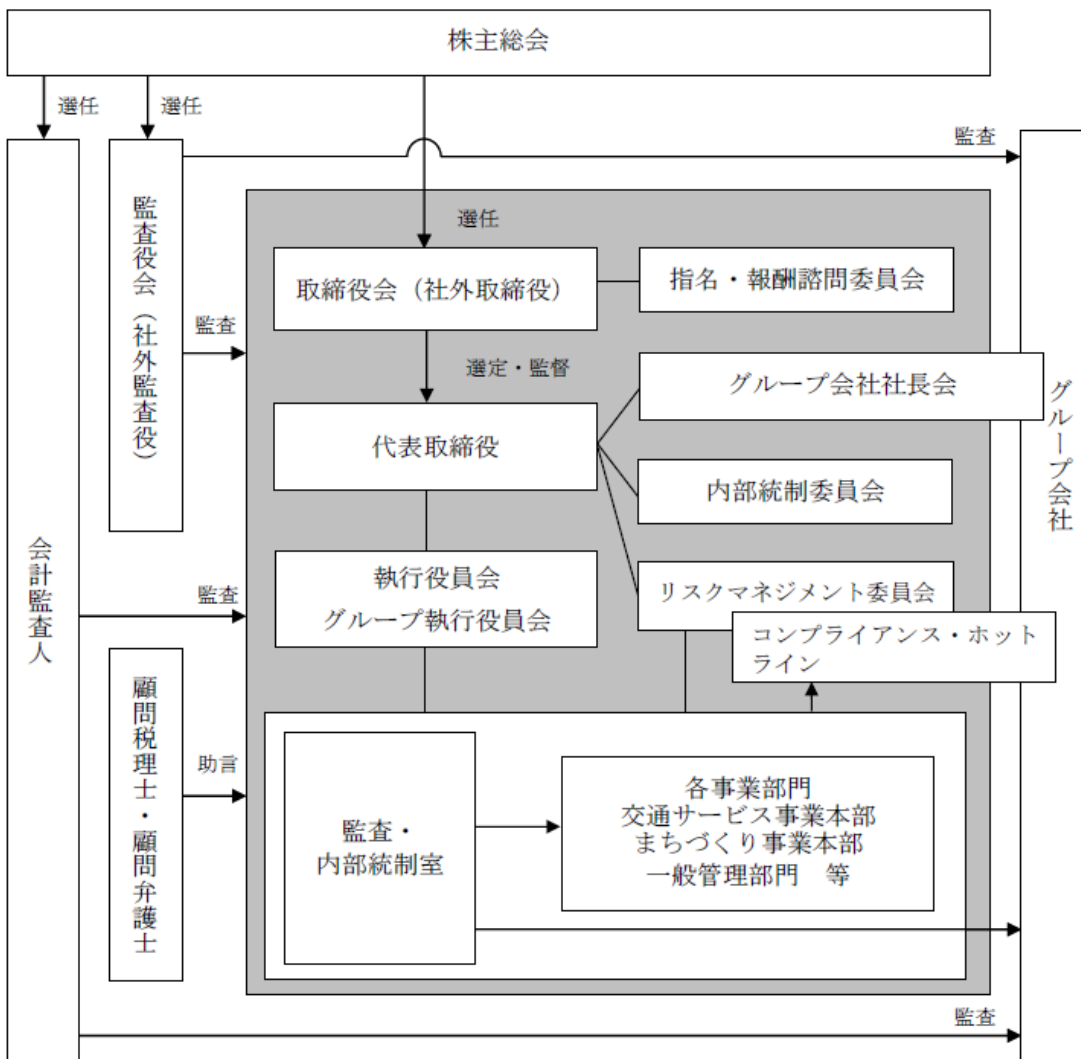 株主総会
選任
選任
監査
選任
監査役会（社外監査役）
取締役会（社外取締役）
指名・報酬諮問委員会
監査
選定・監督
グループ会社社長会
グループ会社
代表取締役
内部統制委員会
会計監査人
執行役員会
グループ執行役員会
リスクマネジメント委員会
監査
コンプライアンス・ホット
ライン
顧問税理士・顧問弁護士
助言
監査・
内部統制室
各事業部門
交通サービス事業本部
まちづくり事業本部
一般管理部門　等
監査